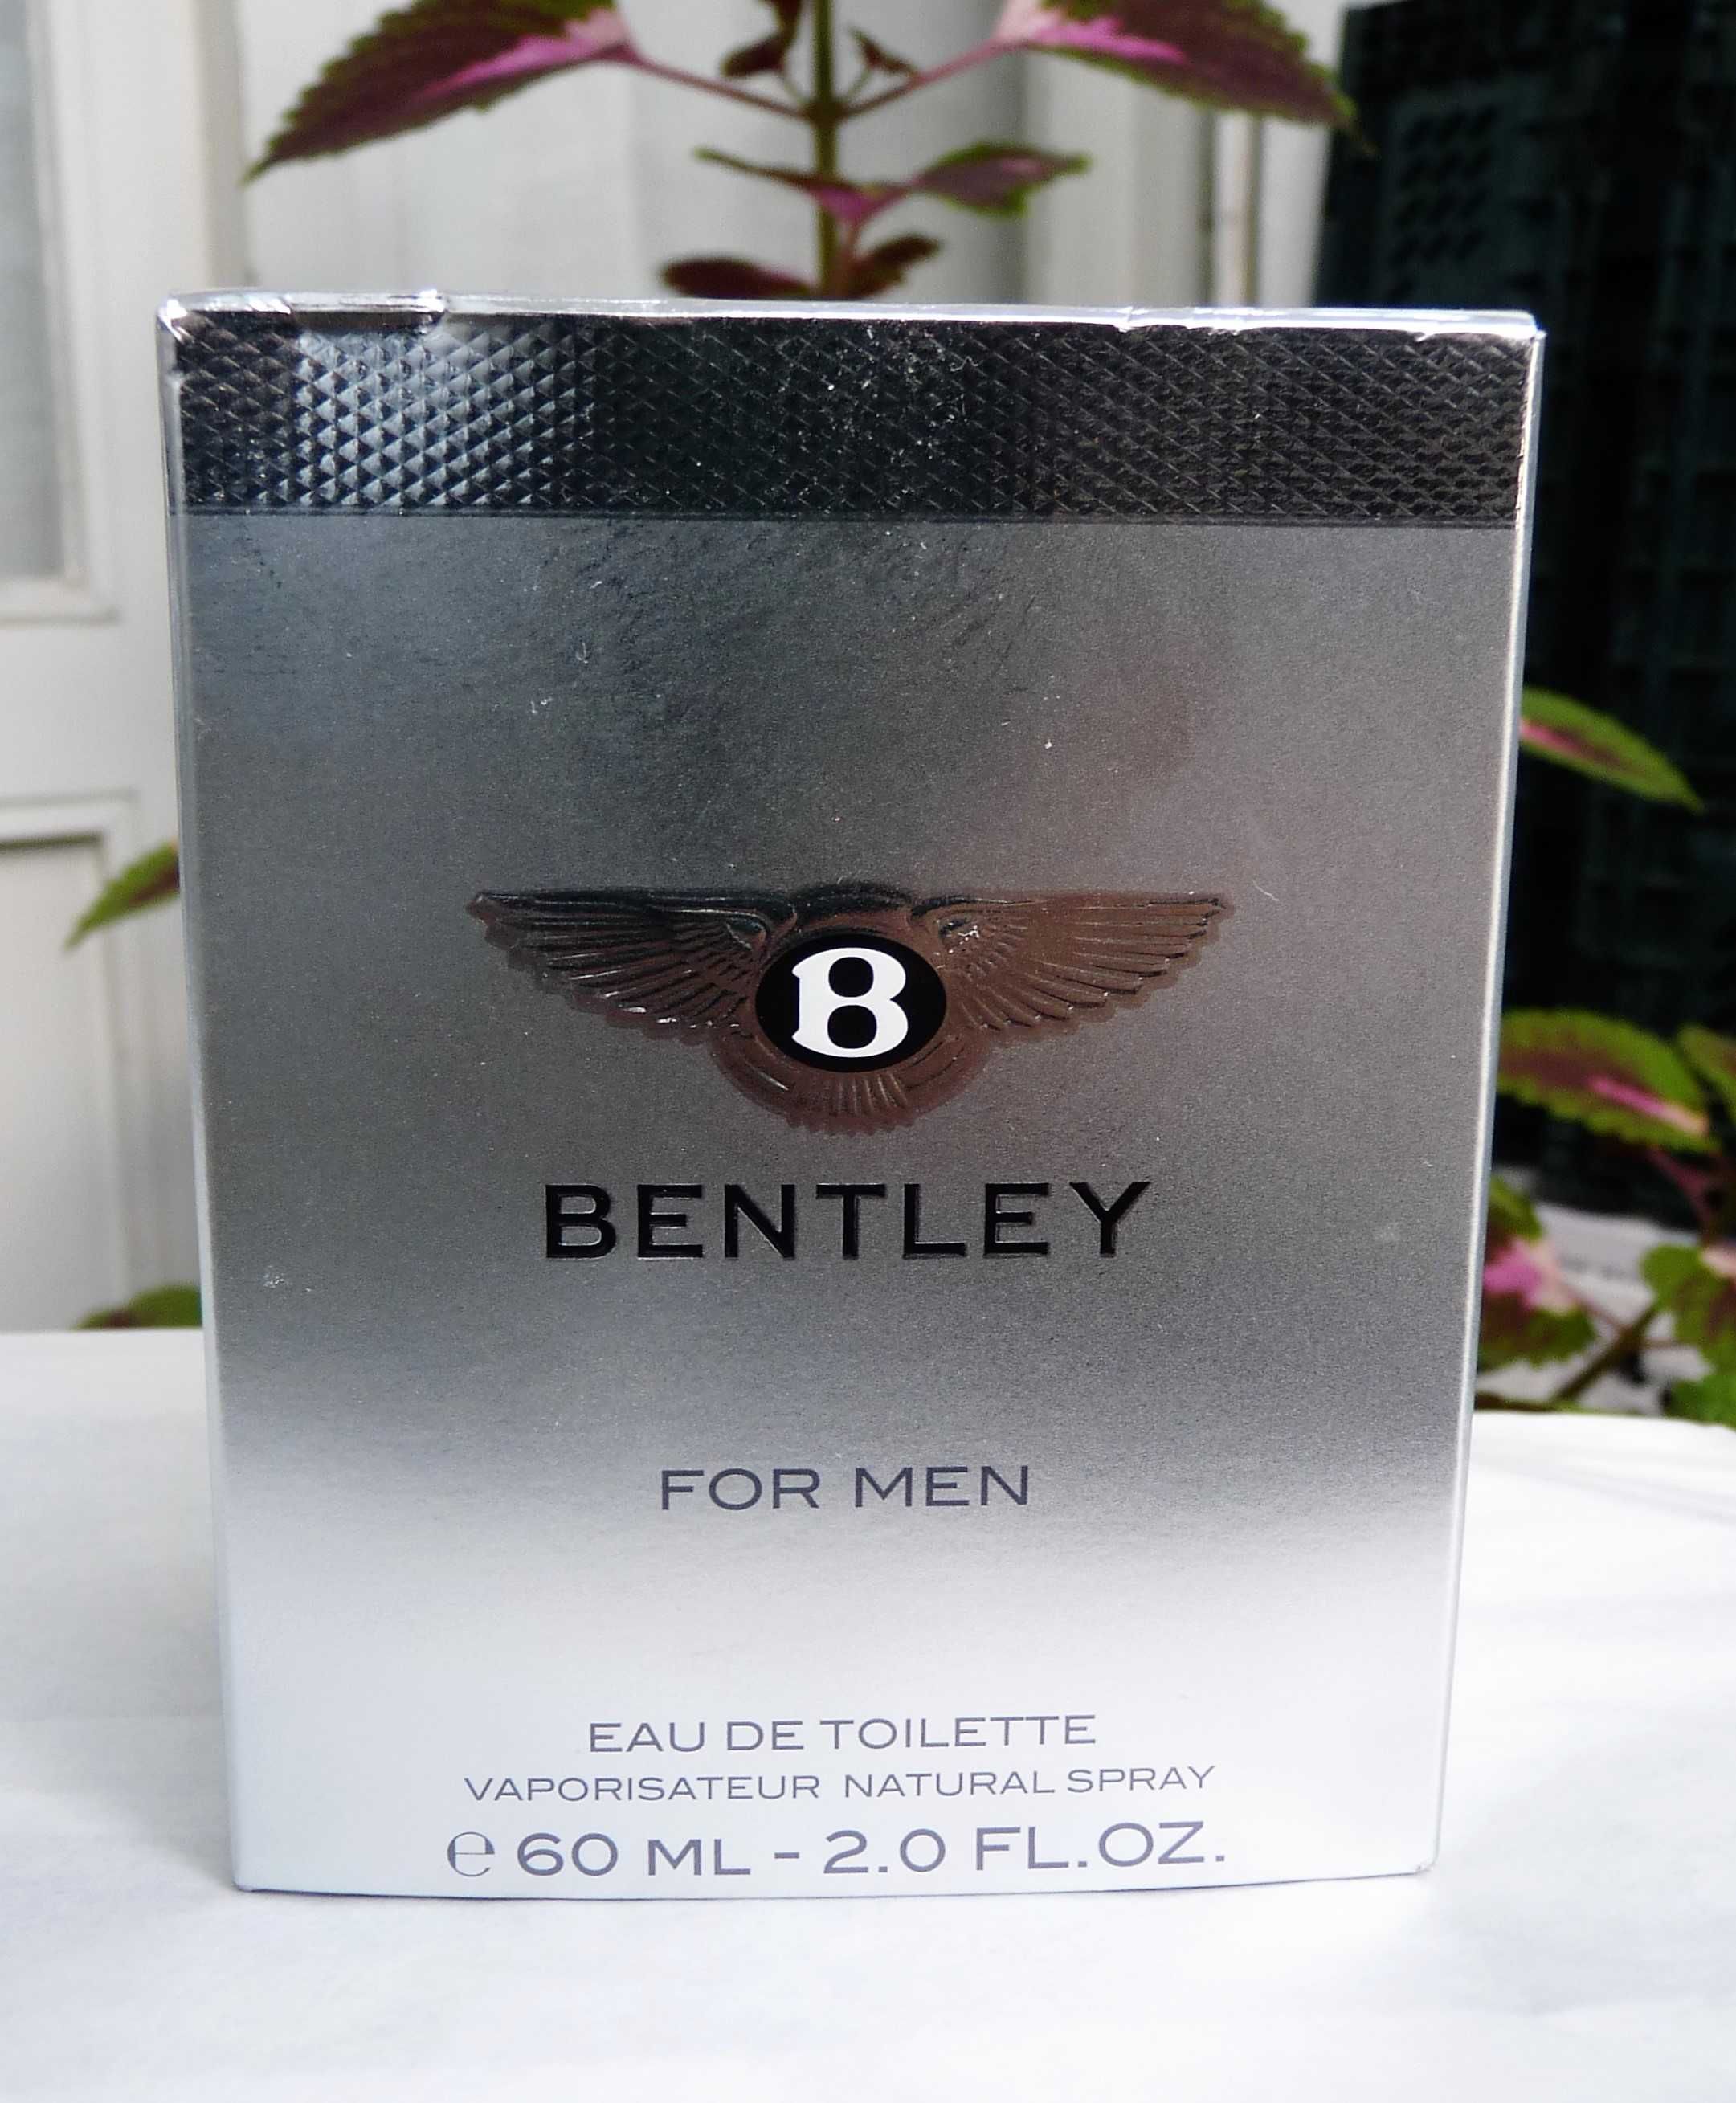 B
BENTLEY
FOR MEN
EAU DE TOILETTE
VAPORISATEUR NATURAL SPRAY
℮ 60 ML - 2.0 FL.OZ.